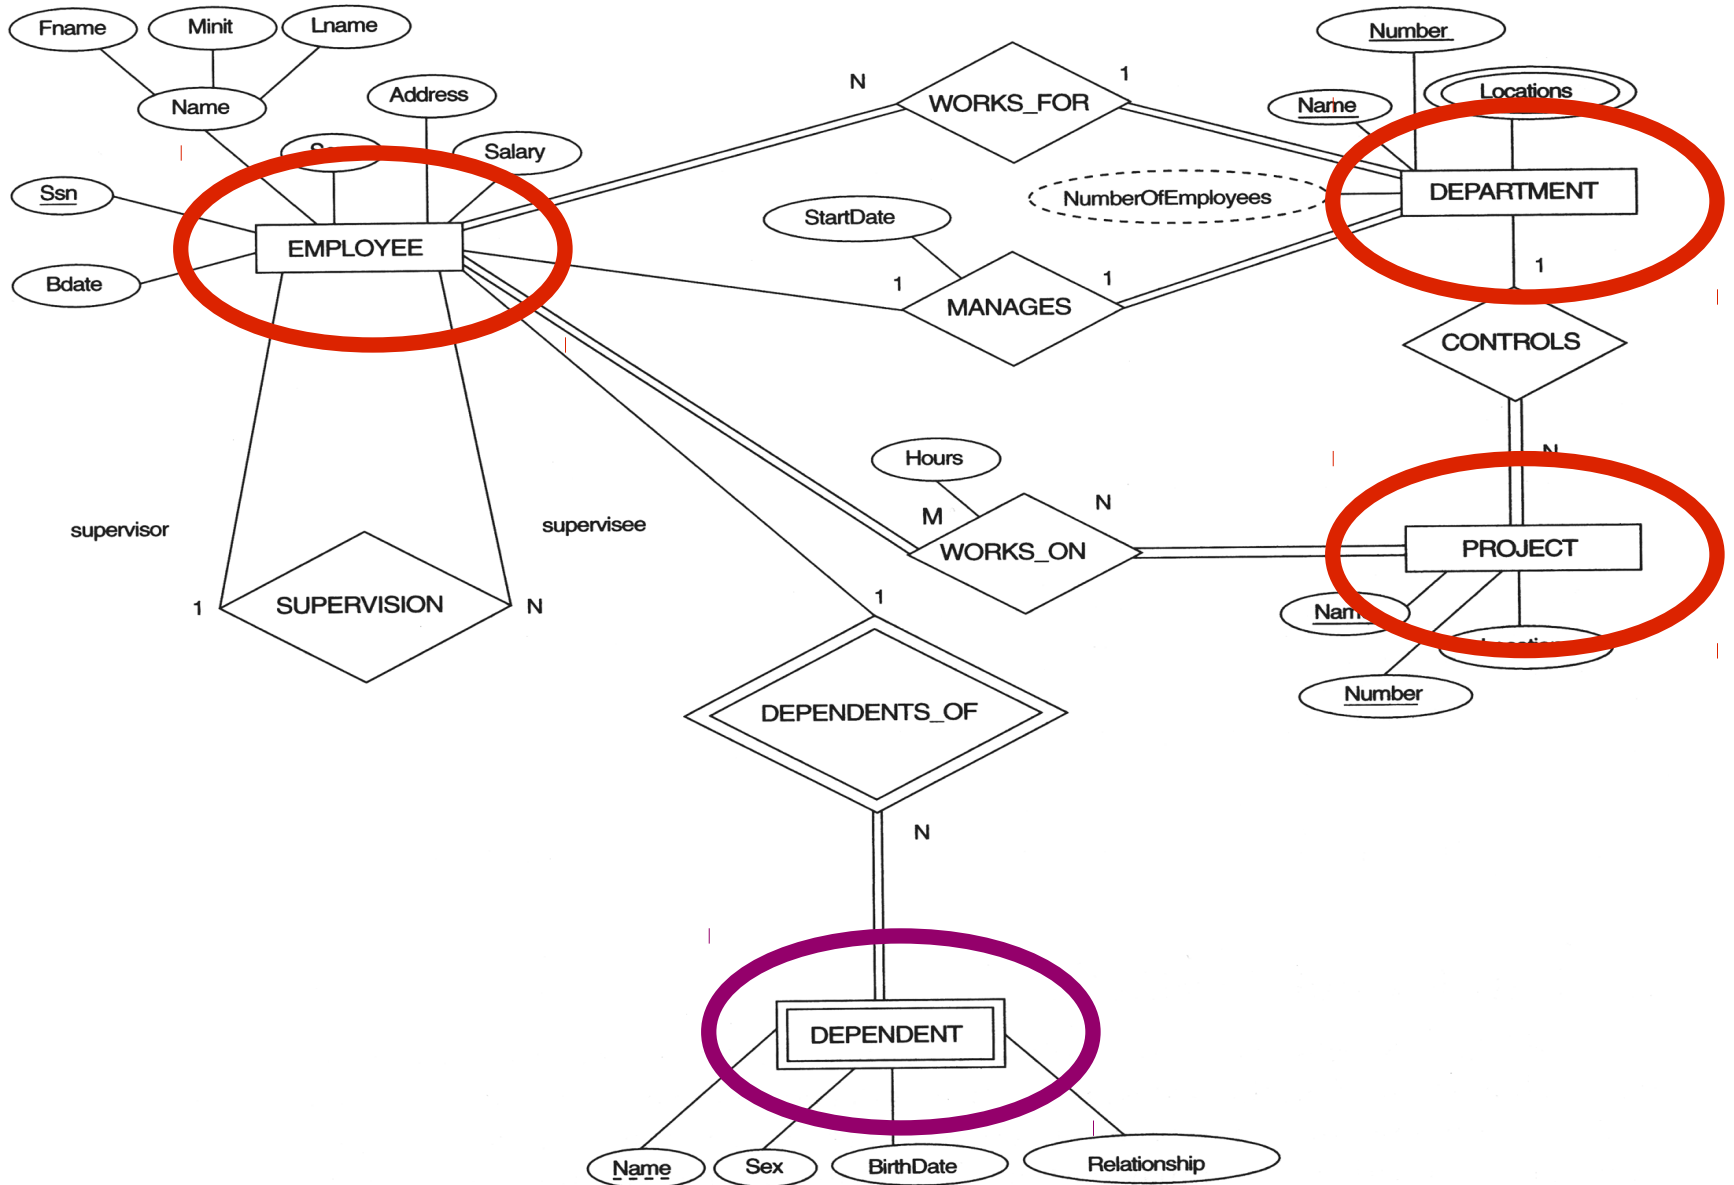 Fname
Minit
Lname
Number
Name
Address
N
WORKS_FOR
1
Name
Locations
Salary
Ssn
StartDate
NumberOfEmployees
DEPARTMENT
EMPLOYEE
Bdate
1
MANAGES
1
1
CONTROLS
N
Hours
supervisor
supervisee
M
N
WORKS_ON
PROJECT
1
SUPERVISION
N
1
Name
Number
DEPENDENTS_OF
N
DEPENDENT
Name
Sex
BirthDate
Relationship